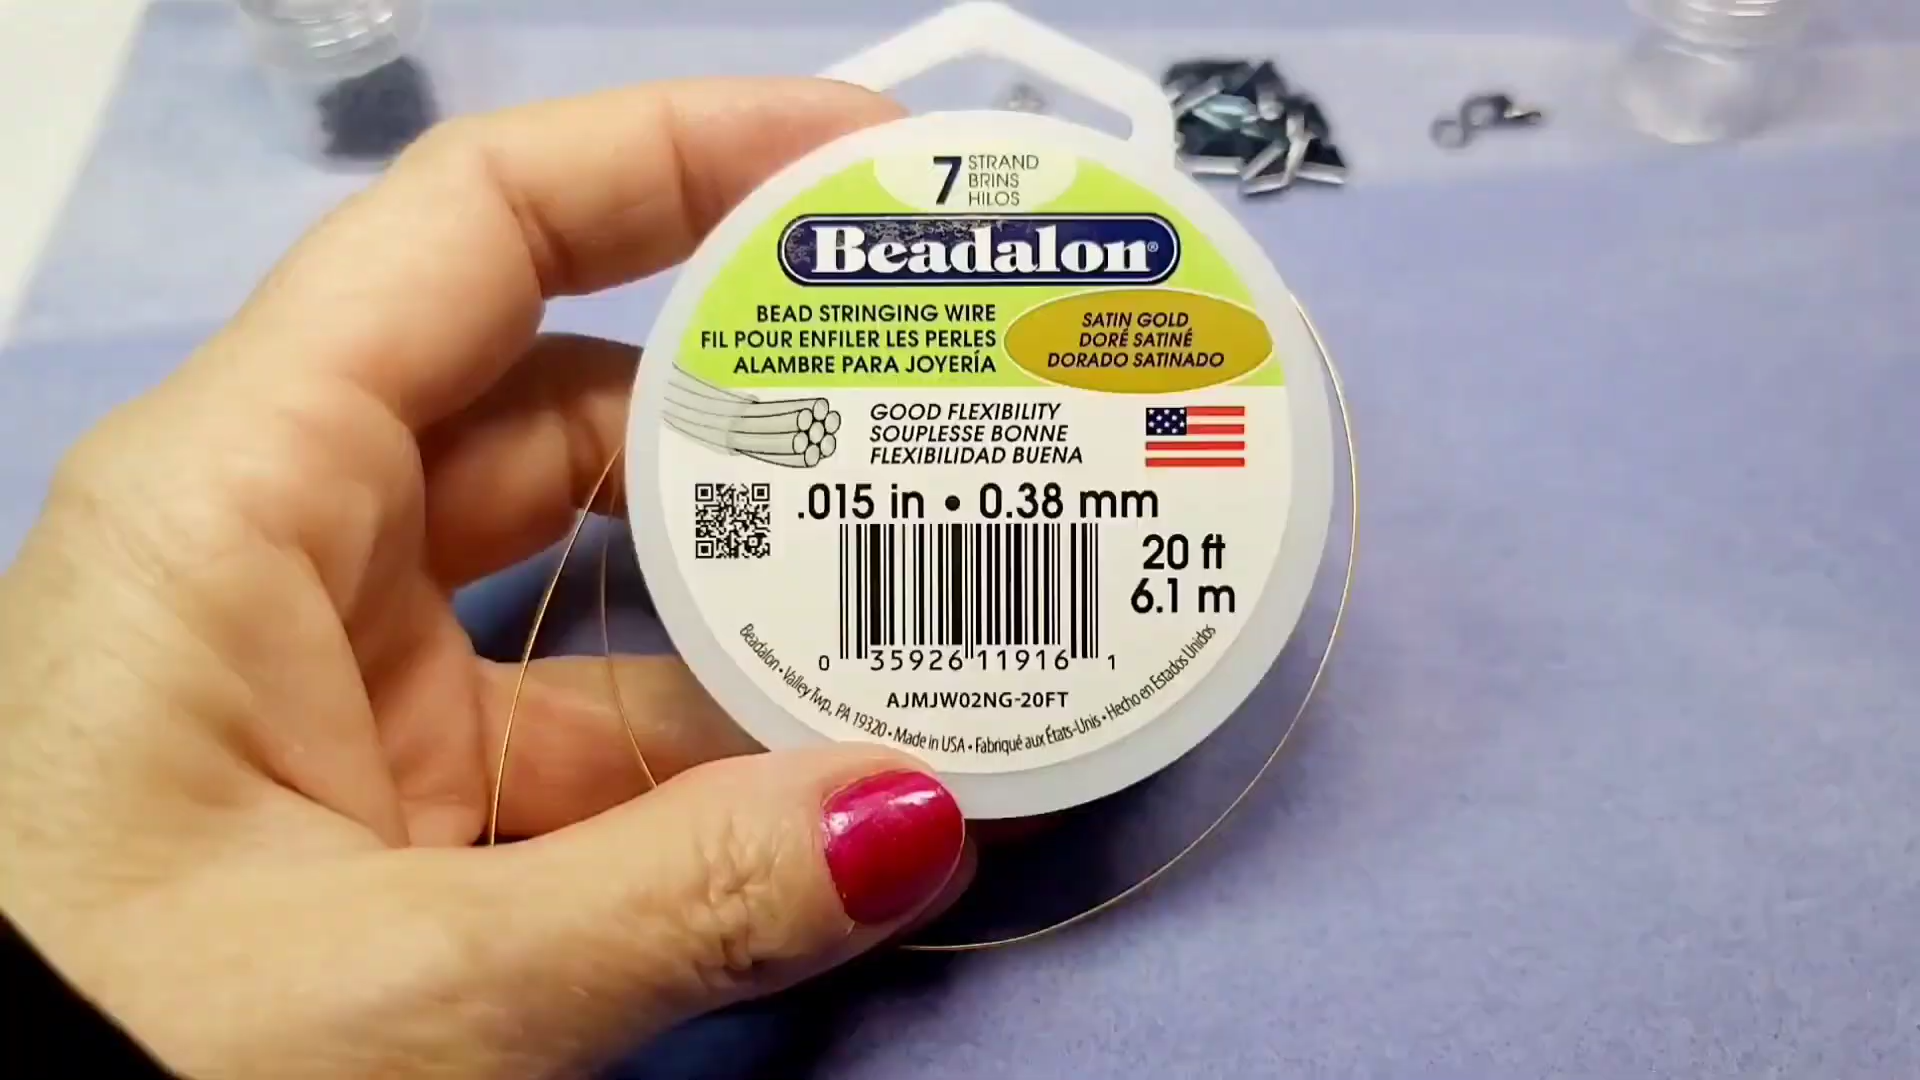 7 STRAND
BRINS
HILOS
Beadalon®
BEAD STRINGING WIRE
FIL POUR ENFILER LES PERLES
ALAMBRE PARA JOYERÍA
SATIN GOLD
DORÉ SATINÉ
DORADO SATINADO
GOOD FLEXIBILITY
SOUPLESSE BONNE
FLEXIBILIDAD BUENA
.015 in • 0.38 mm
20 ft
6.1 m
0 35926 11916 1
AJMJW02NG-20FT
Beadalon • Valley Twp., PA 19320 • Made in USA • Fabriqué aux États-Unis • Hecho en Estados Unidos